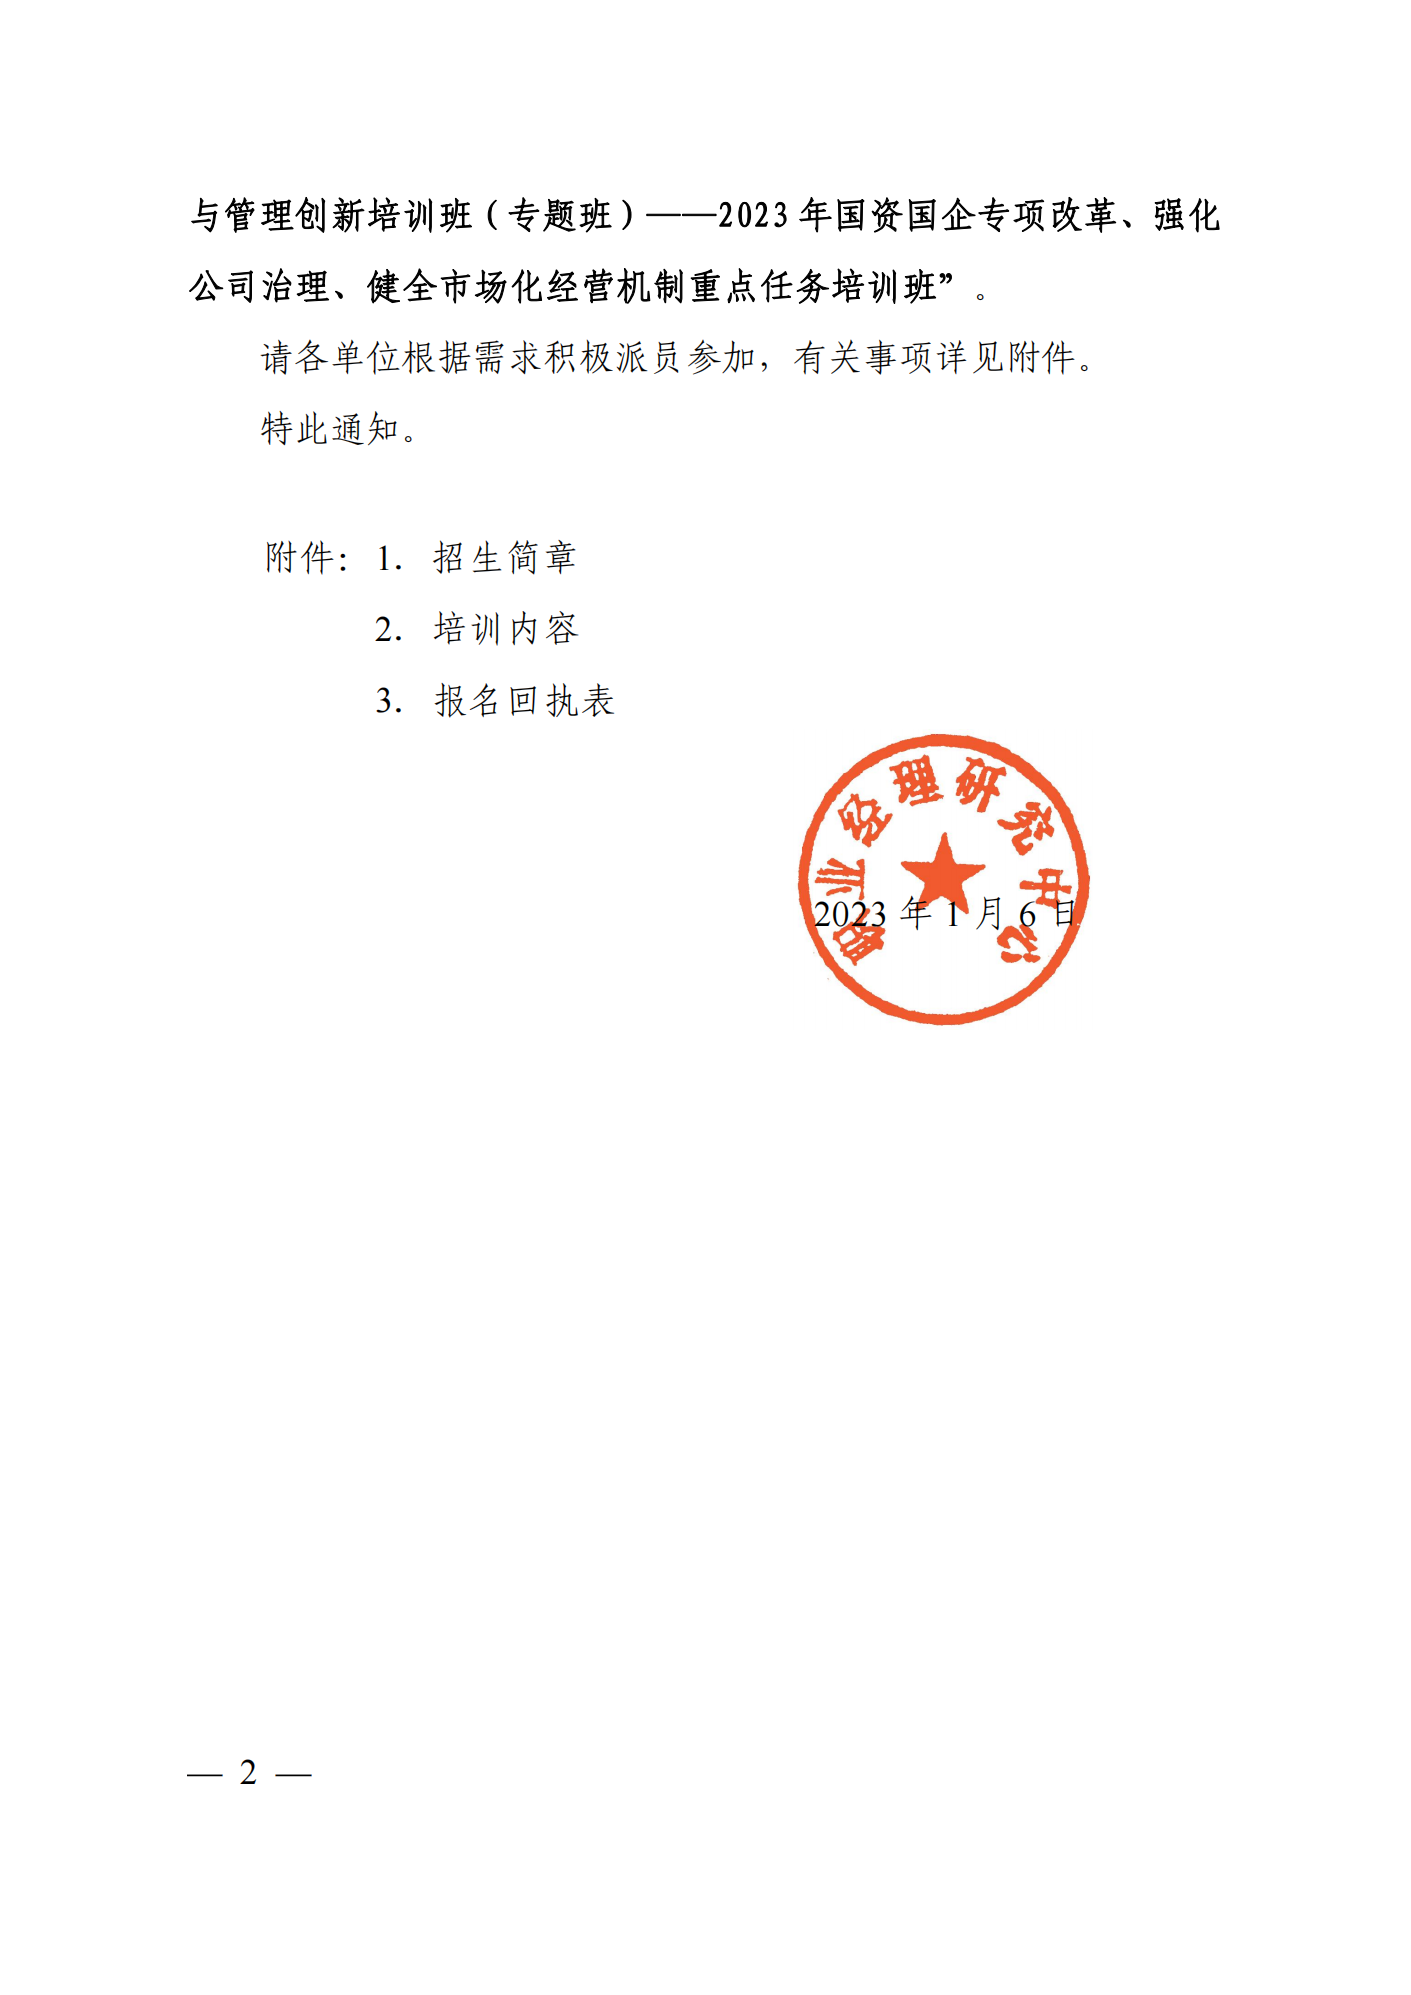 与管理创新培训班（专题班）——2023年国资国企专项改革、强化
公司治理、健全市场化经营机制重点任务培训班”。
请各单位根据需求积极派员参加，有关事项详见附件。
特此通知。
附件：1. 招生简章
2. 培训内容
3. 报名回执表
职业经理研究中心
2023 年 1 月 6 日
— 2 —